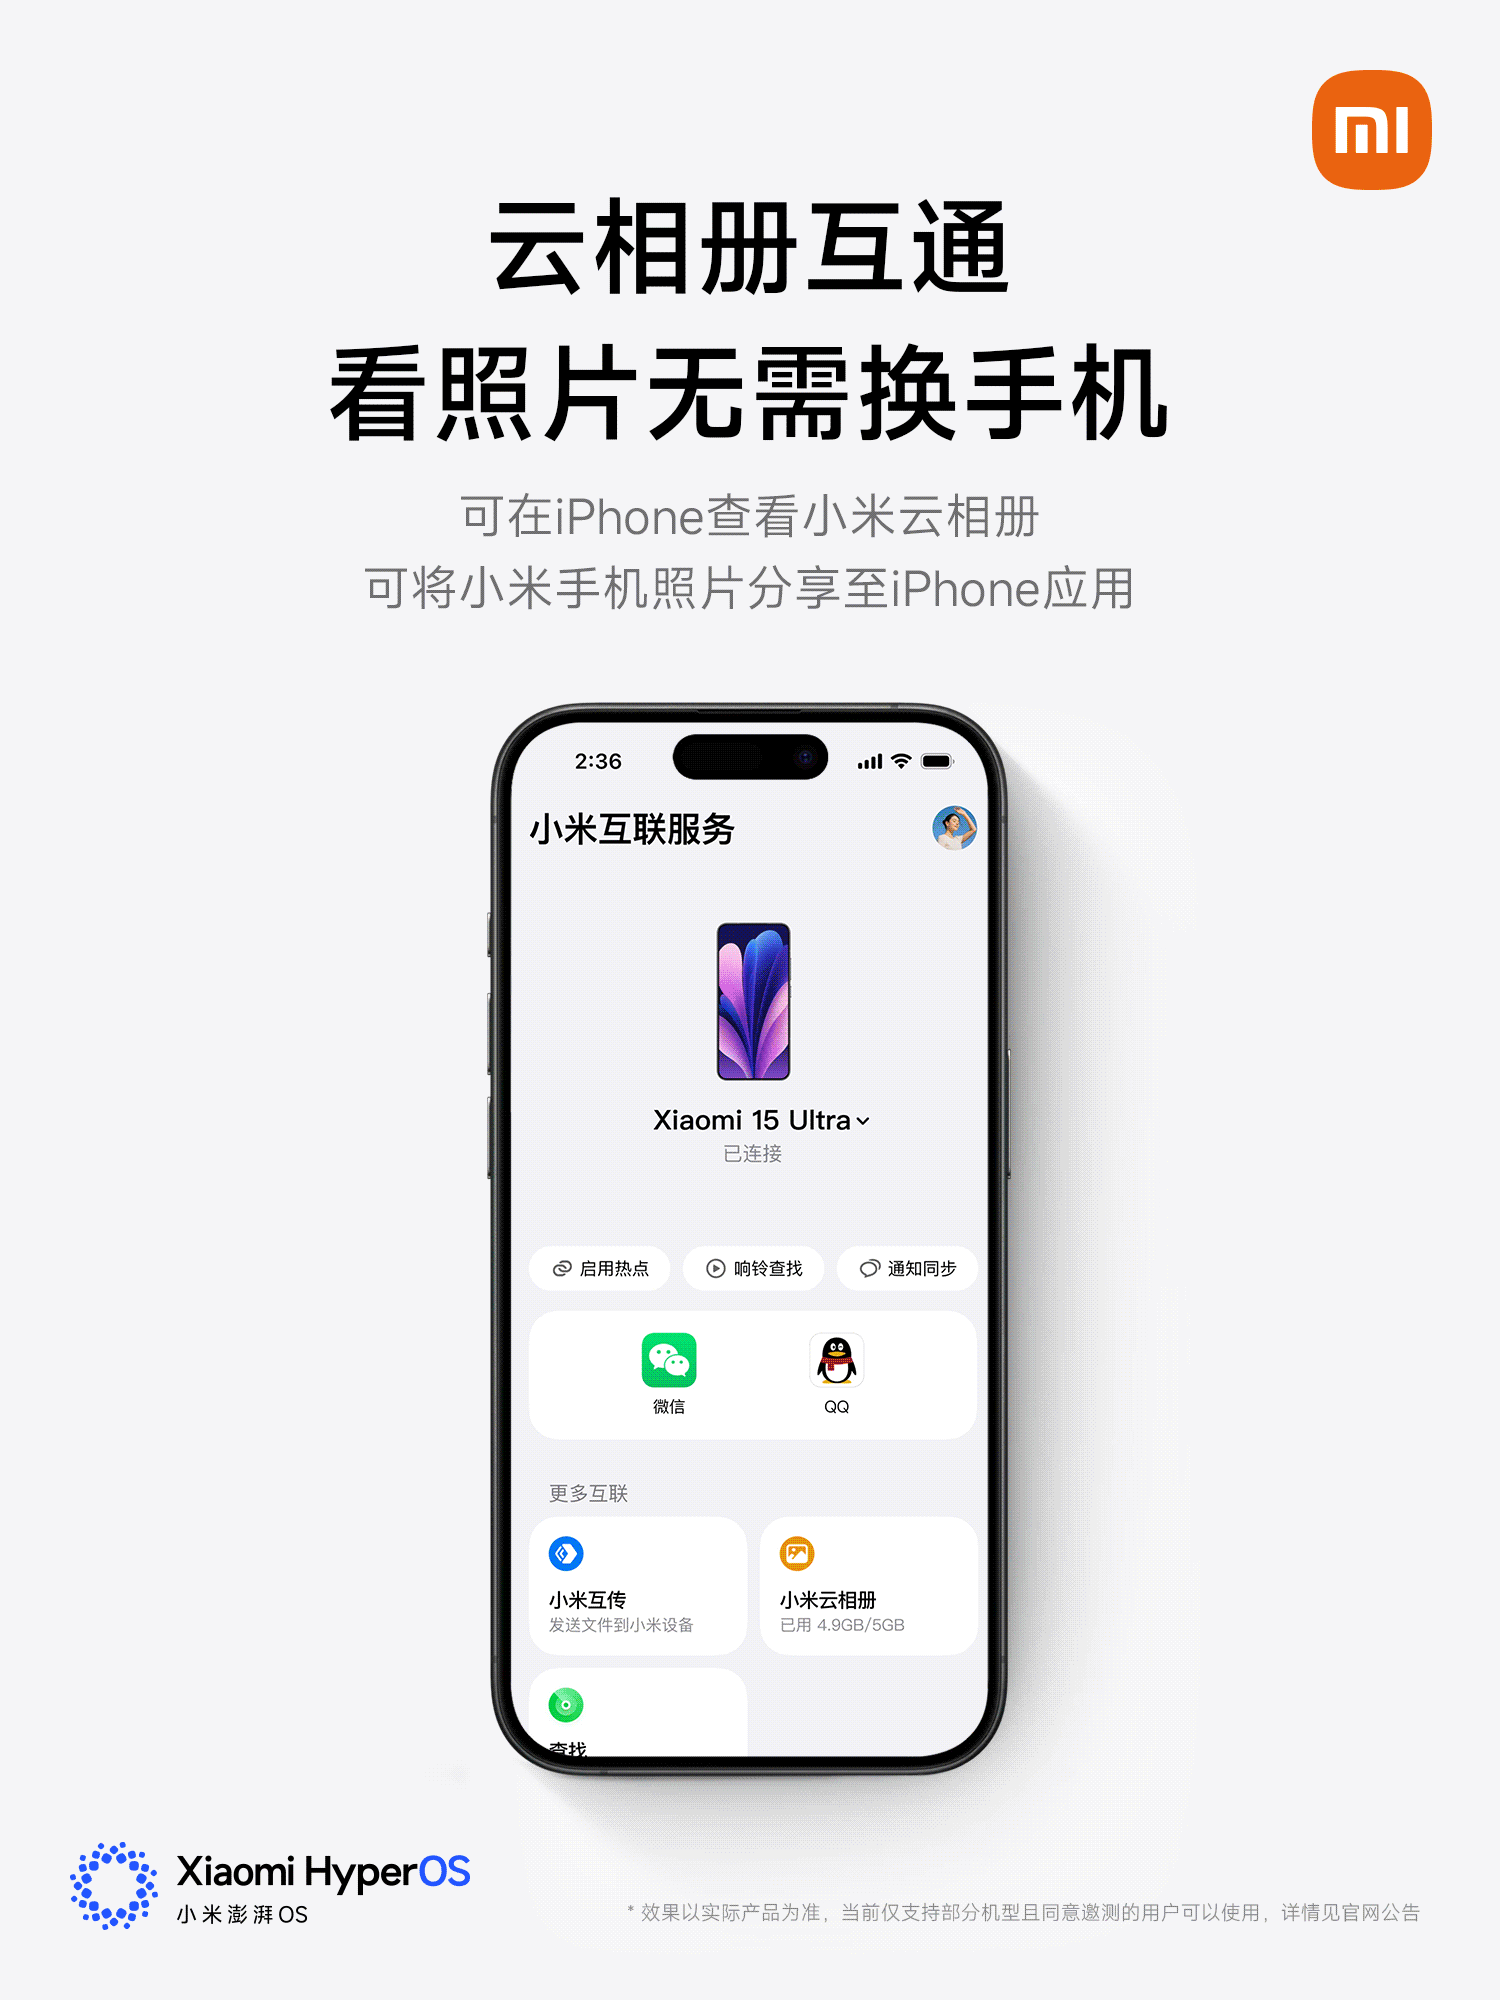 mi
云相册互通
看照片无需换手机
可在iPhone查看小米云相册
可将小米手机照片分享至iPhone应用
2:36
小米互联服务
Xiaomi 15 Ultra
已连接
启用热点 响铃查找 通知同步
微信 QQ
更多互联
小米互传 小米云相册
发送文件到小米设备 已用 4.9GB/5GB
查找
Xiaomi HyperOS
小米澎湃OS
* 效果以实际产品为准，当前仅支持部分机型且同意邀测的用户可以使用，详情见官网公告